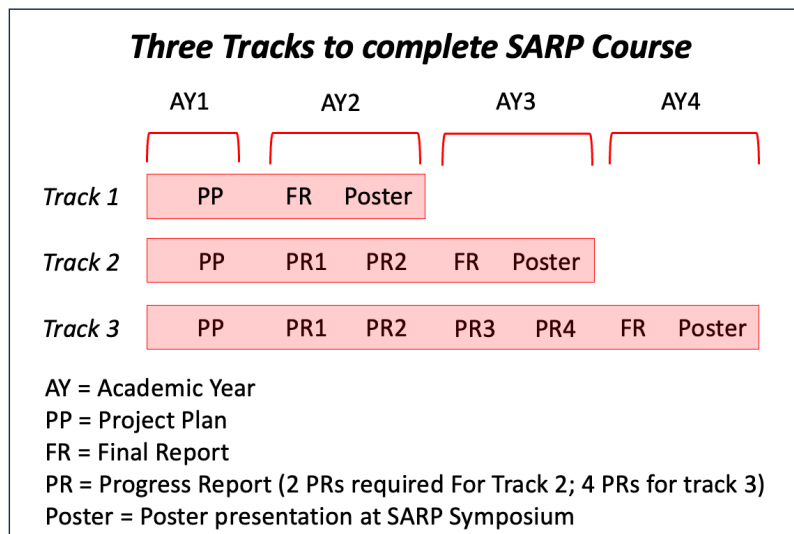 Three Tracks to complete SARP Course
AY1 AY2 AY3 AY4
Track 1 PP FR Poster
Track 2 PP PR1 PR2 FR Poster
Track 3 PP PR1 PR2 PR3 PR4 FR Poster
AY = Academic Year
PP = Project Plan
FR = Final Report
PR = Progress Report (2 PRs required For Track 2; 4 PRs for track 3)
Poster = Poster presentation at SARP Symposium